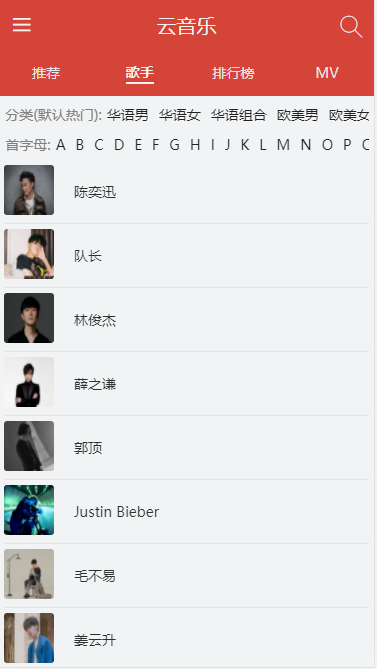 云音乐
推荐 歌手 排行榜 MV
分类(默认热门): 华语男 华语女 华语组合 欧美男 欧美女
首字母: A B C D E F G H I J K L M N O P
陈奕迅
队长
林俊杰
薛之谦
郭顶
Justin Bieber
毛不易
姜云升